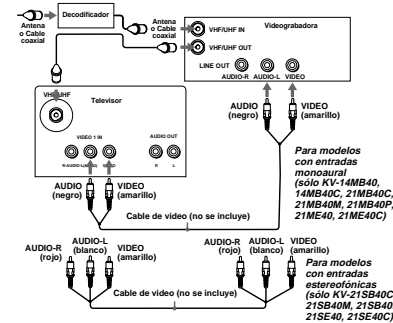 Antena
o Cable
coaxial
Decodificador
Antena
o Cable
coaxial
Videograbadora
VHF/UHF IN
VHF/UHF OUT
LINE OUT
AUDIO-R AUDIO-L VIDEO
VHF/UHF
Televisor
VIDEO 1 IN
AUDIO OUT
R-AUDIO-L
R L
AUDIO
(negro)
VIDEO
(amarillo)
Para modelos
con entradas
monoaural
(sólo KV-14MB40,
14MB40C, 21MB40C,
21MB40M, 21MB40P,
21ME40, 21ME40C)
AUDIO
(negro)
VIDEO
(amarillo)
Cable de video (no se incluye)
AUDIO-R
(rojo)
AUDIO-L
(blanco)
VIDEO
(amarillo)
AUDIO-R
(rojo)
AUDIO-L
(blanco)
VIDEO
(amarillo)
Cable de video (no se incluye)
Para modelos
con entradas
estereofónicas
(sólo KV-21SB40C
21SB40M, 21SB40
21SE40, 21SE40C)